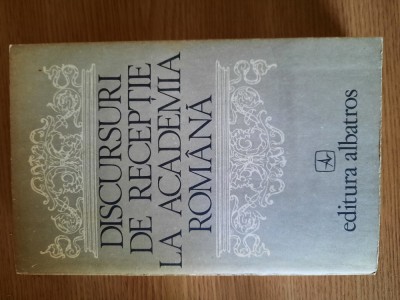 DISCURSURI
DE RECEPȚIE
LA ACADEMIA
ROMÂNĂ
editura albatros